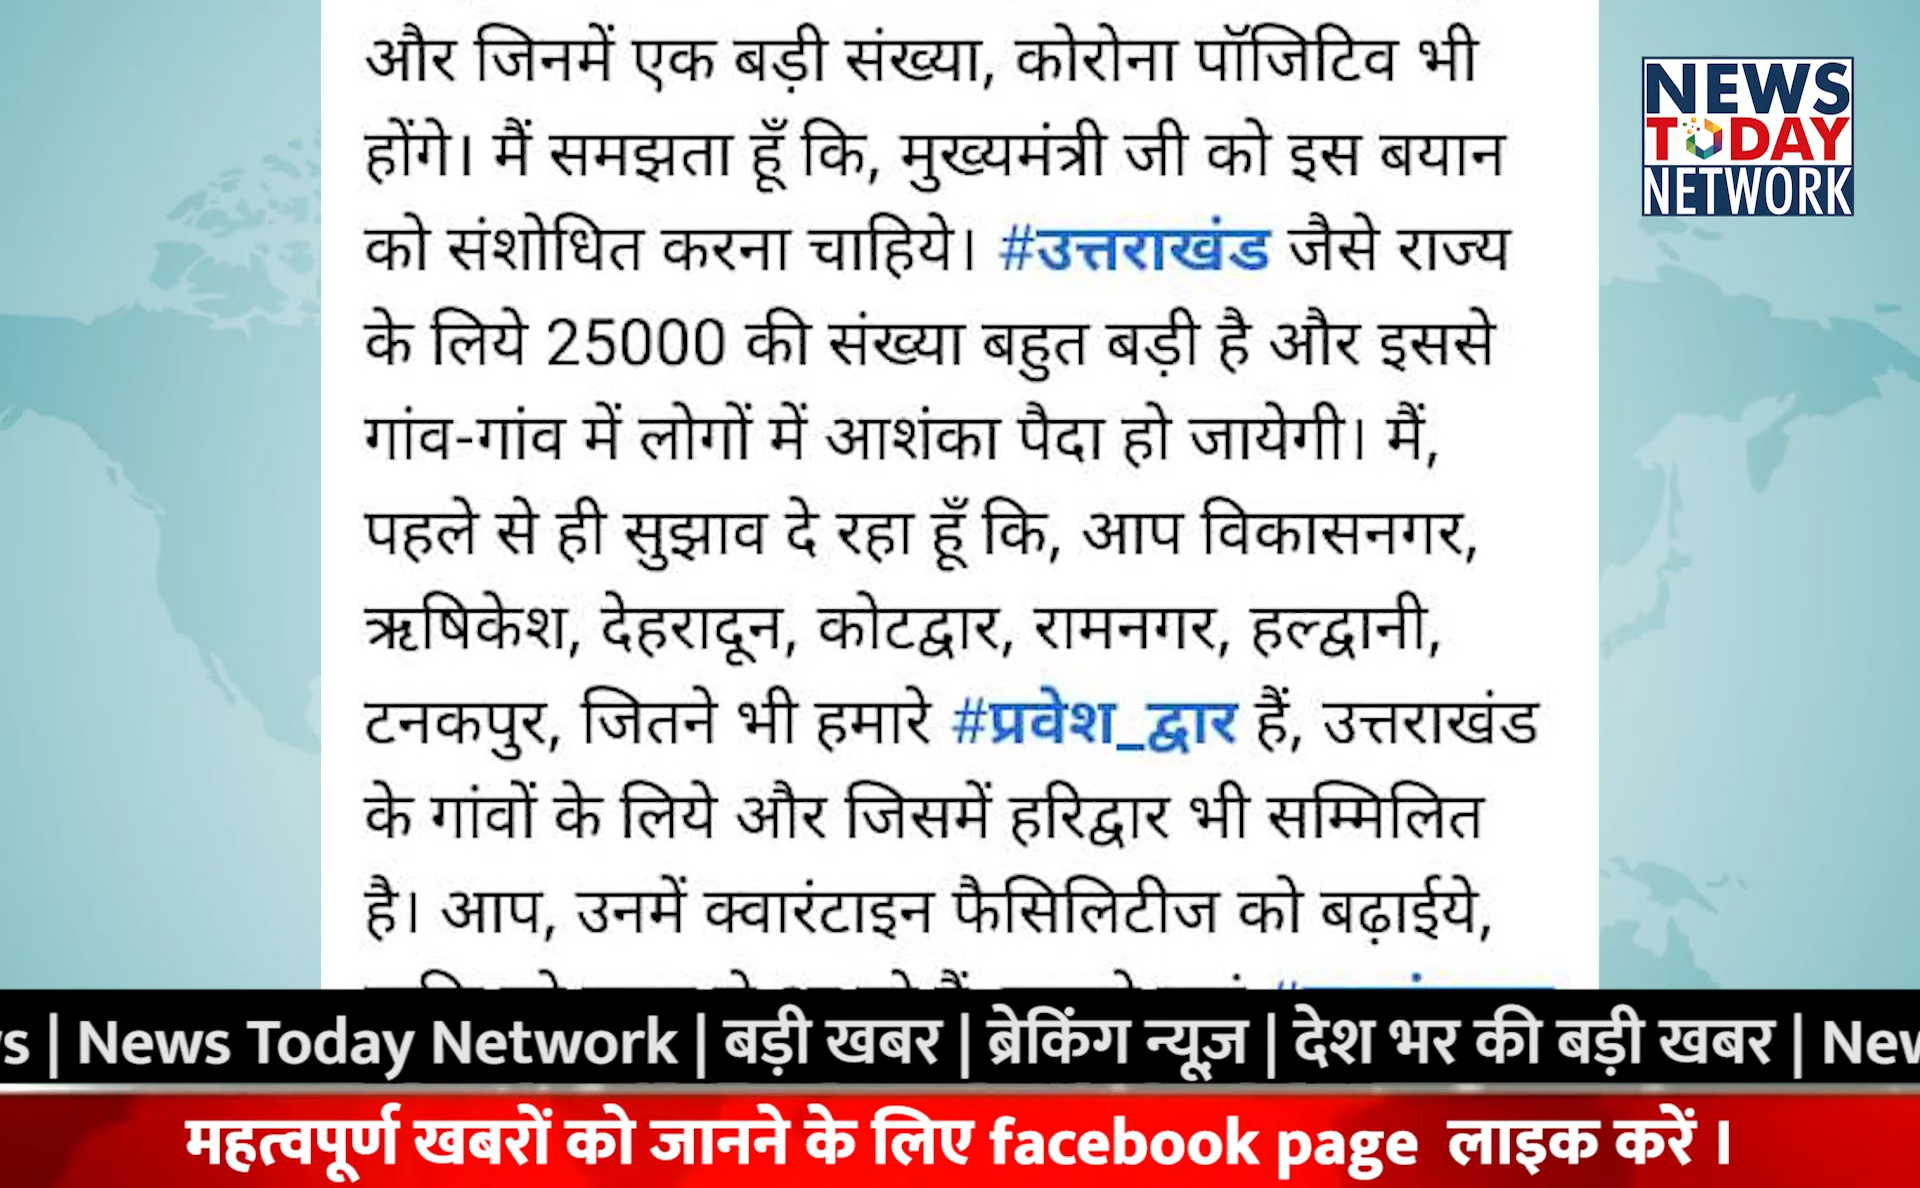 और जिनमें एक बड़ी संख्या, कोरोना पॉजिटिव भी
होंगे। मैं समझता हूँ कि, मुख्यमंत्री जी को इस बयान
को संशोधित करना चाहिये। #उत्तराखंड जैसे राज्य
के लिये 25000 की संख्या बहुत बड़ी है और इससे
गांव-गांव में लोगों में आशंका पैदा हो जायेगी। मैं,
पहले से ही सुझाव दे रहा हूँ कि, आप विकासनगर,
ऋषिकेश, देहरादून, कोटद्वार, रामनगर, हल्द्वानी,
टनकपुर, जितने भी हमारे #प्रवेश_द्वार हैं, उत्तराखंड
के गांवों के लिये और जिसमें हरिद्वार भी सम्मिलित
है। आप, उनमें क्वारंटाइन फैसिलिटीज को बढ़ाईये,
NEWS
TODAY
NETWORK
| News Today Network | बड़ी खबर | ब्रेकिंग न्यूज़ | देश भर की बड़ी खबर |
महत्वपूर्ण खबरों को जानने के लिए facebook page लाइक करें ।